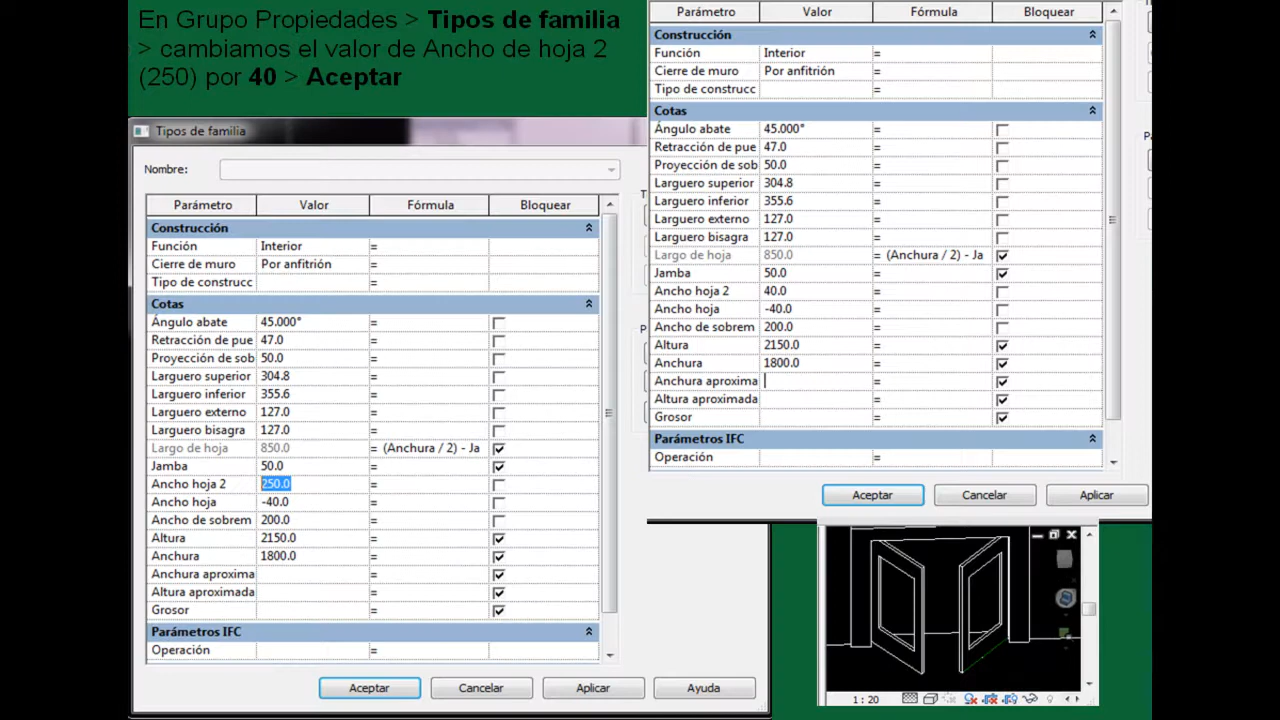 En Grupo Propiedades > Tipos de familia
> cambiamos el valor de Ancho de hoja 2
(250) por 40 > Aceptar
Tipos de familia
Nombre:
Parámetro Valor Fórmula Bloquear
Construcción
Función Interior =
Cierre de muro Por anfitrión =
Tipo de construcc =
Cotas
Ángulo abate 45.000° =
Retracción de pue 47.0 =
Proyección de sob 50.0 =
Larguero superior 304.8 =
Larguero inferior 355.6 =
Larguero externo 127.0 =
Larguero bisagra 127.0 =
Largo de hoja 850.0 = (Anchura / 2) - Ja
Jamba 50.0 =
Ancho hoja 2 250.0 =
Ancho hoja -40.0 =
Ancho de sobrem 200.0 =
Altura 2150.0 =
Anchura 1800.0 =
Anchura aproxima =
Altura aproximada =
Grosor =
Parámetros IFC
Operación =
Aceptar Cancelar Aplicar Ayuda
Parámetro Valor Fórmula Bloquear
Construcción
Función Interior =
Cierre de muro Por anfitrión =
Tipo de construcc =
Cotas
Ángulo abate 45.000° =
Retracción de pue 47.0 =
Proyección de sob 50.0 =
Larguero superior 304.8 =
Larguero inferior 355.6 =
Larguero externo 127.0 =
Larguero bisagra 127.0 =
Largo de hoja 850.0 = (Anchura / 2) - Ja
Jamba 50.0 =
Ancho hoja 2 40.0 =
Ancho hoja -40.0 =
Ancho de sobrem 200.0 =
Altura 2150.0 =
Anchura 1800.0 =
Anchura aproxima =
Altura aproximada =
Grosor =
Parámetros IFC
Operación =
Aceptar Cancelar Aplicar
1 : 20